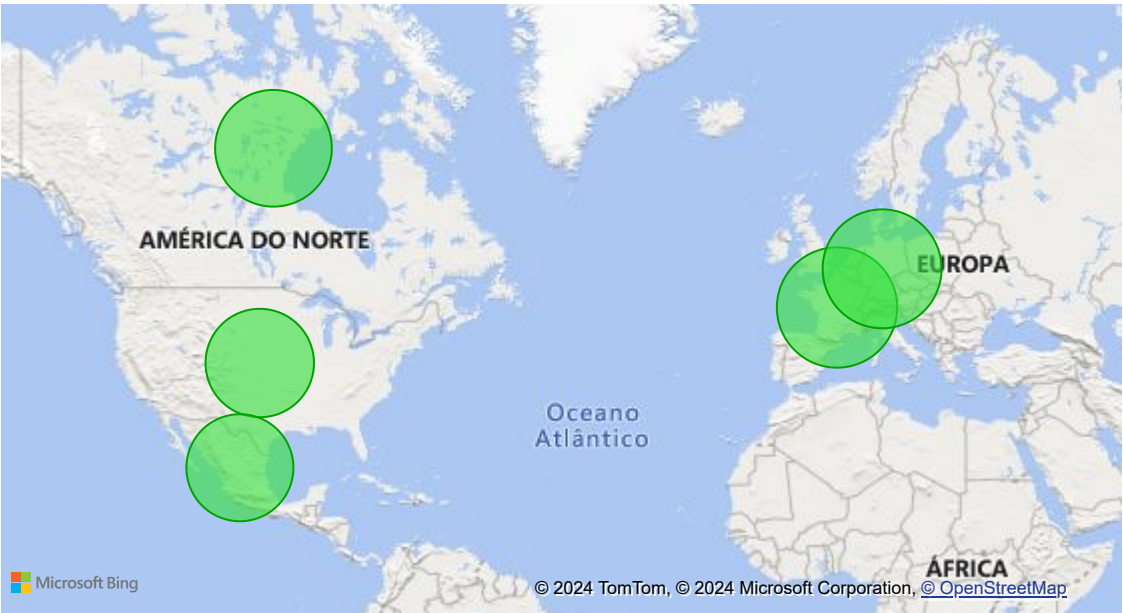 AMÉRICA DO NORTE
EUROPA
Oceano
Atlântico
ÁFRICA
Microsoft Bing
© 2024 TomTom, © 2024 Microsoft Corporation, © OpenStreetMap